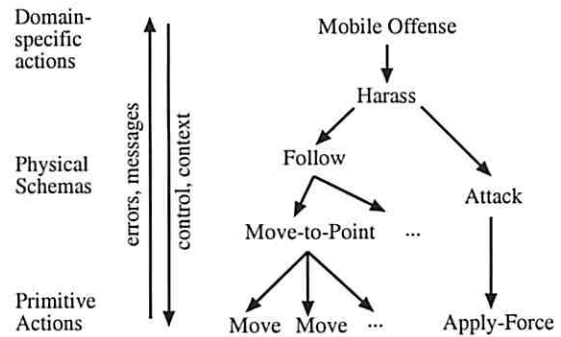 Domain-
specific
actions
Mobile Offense
Harass
errors, messages
control, context
Physical
Schemas
Follow
Attack
Move-to-Point ...
Primitive
Actions
Move Move ... Apply-Force